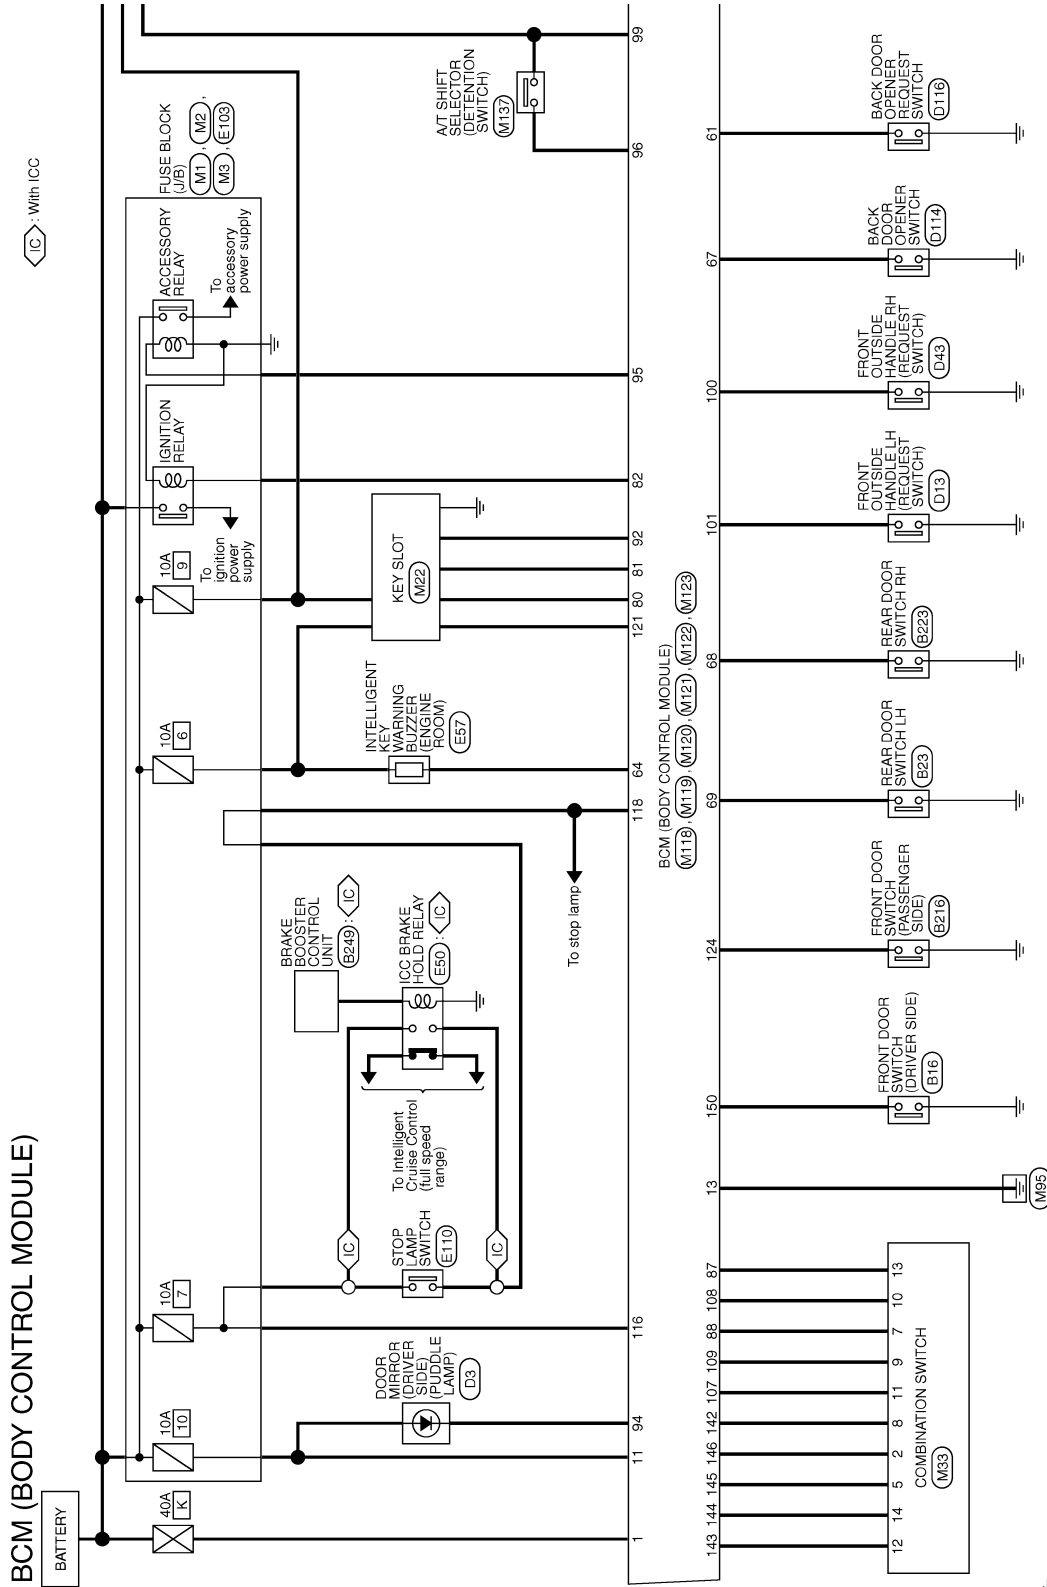 BCM (BODY CONTROL MODULE)
IC : With ICC
BATTERY
40A
K
10A
10
10A
7
10A
6
10A
9
To
ignition
power
supply
IGNITION
RELAY
ACCESSORY
RELAY
To
accessory
power supply
FUSE BLOCK
(J/B)
M1 , M2 ,
M3 , E103
DOOR
MIRROR
(DRIVER
SIDE)
(PUDDLE
LAMP)
D3
IC
STOP
LAMP
SWITCH
E110
IC
To Intelligent
Cruise Control
(full speed
range)
BRAKE
BOOSTER
CONTROL
UNIT
B249 : IC
ICC BRAKE
HOLD RELAY
E50 : IC
To stop lamp
INTELLIGENT
KEY
WARNING
BUZZER
(ENGINE
ROOM)
E57
KEY SLOT
M22
A/T SHIFT
SELECTOR
(DETENTION
SWITCH)
M137
1
11
94
116
118
64
121
80
81
92
82
95
96
99
BCM (BODY CONTROL MODULE)
M118 , M119 , M120 , M121 , M122 , M123
143
144
145
146
142
107
109
88
108
87
13
150
124
69
68
101
100
67
61
12
14
5
2
8
11
9
7
10
13
COMBINATION SWITCH
M33
M95
FRONT DOOR
SWITCH
(DRIVER SIDE)
B16
FRONT DOOR
SWITCH
(PASSENGER
SIDE)
B216
REAR DOOR
SWITCH LH
B23
REAR DOOR
SWITCH RH
B223
FRONT
OUTSIDE
HANDLE LH
(REQUEST
SWITCH)
D13
FRONT
OUTSIDE
HANDLE RH
(REQUEST
SWITCH)
D43
BACK
DOOR
OPENER
SWITCH
D114
BACK DOOR
OPENER
REQUEST
SWITCH
D116